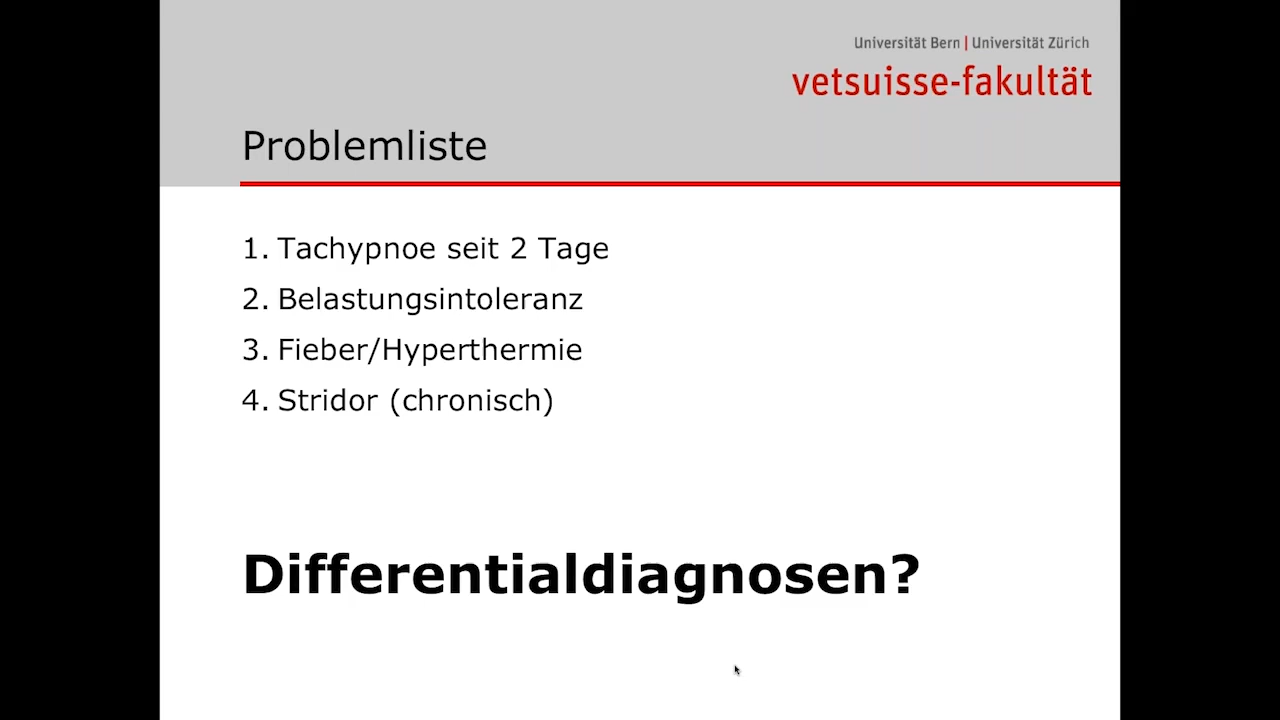 Universität Bern | Universität Zürich
vetsuisse-fakultät
Problemliste
1. Tachypnoe seit 2 Tage
2. Belastungsintoleranz
3. Fieber/Hyperthermie
4. Stridor (chronisch)
Differentialdiagnosen?